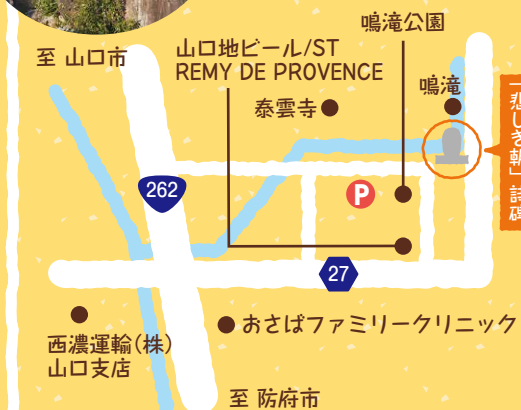 鳴滝公園
至 山口市
山口地ビール/ST
REMY DE PROVENCE
鳴滝
泰雲寺
「悲しき朝」詩碑
262
P
27
おさばファミリークリニック
西濃運輸(株)
山口支店
至 防府市